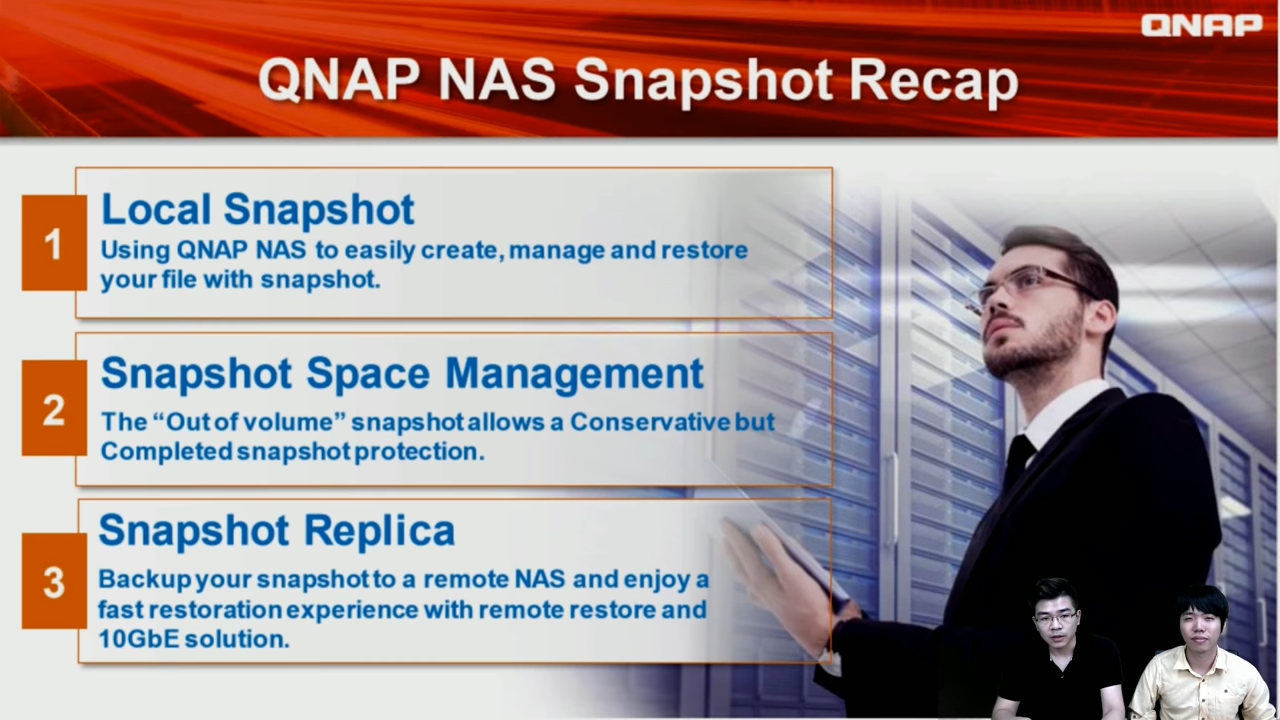 QNAP
QNAP NAS Snapshot Recap
1
Local Snapshot
Using QNAP NAS to easily create, manage and restore
your file with snapshot.
2
Snapshot Space Management
The “Out of volume” snapshot allows a Conservative but
Completed snapshot protection.
3
Snapshot Replica
Backup your snapshot to a remote NAS and enjoy a
fast restoration experience with remote restore and
10GbE solution.